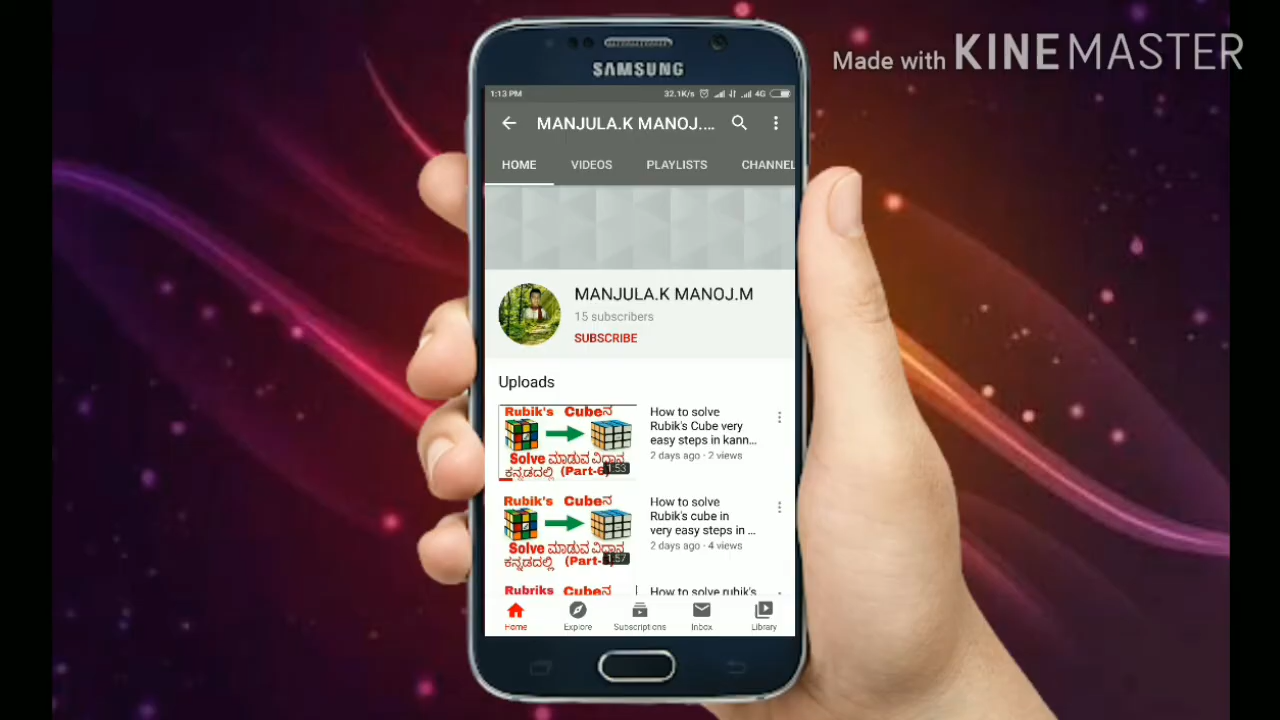 Made with KINEMASTER
SAMSUNG
1:13 PM 32.1K/s 4G
MANJULA.K MANOJ....
HOME VIDEOS PLAYLISTS CHANNEL
MANJULA.K MANOJ.M
15 subscribers
SUBSCRIBE
Uploads
Rubik's Cubeನ
Solve ಮಾಡುವ ವಿಧಾನ
ಕನ್ನಡದಲ್ಲಿ (Part-6)
1:53
How to solve
Rubik's Cube very
easy steps in kann...
2 days ago · 2 views
Rubik's Cubeನ
Solve ಮಾಡುವ ವಿಧಾನ
ಕನ್ನಡದಲ್ಲಿ (Part-
1:57
How to solve
Rubik's cube in
very easy steps in ...
2 days ago · 4 views
Rubriks Cubeನ
How to solve rubik's
Home Explore Subscriptions Inbox Library